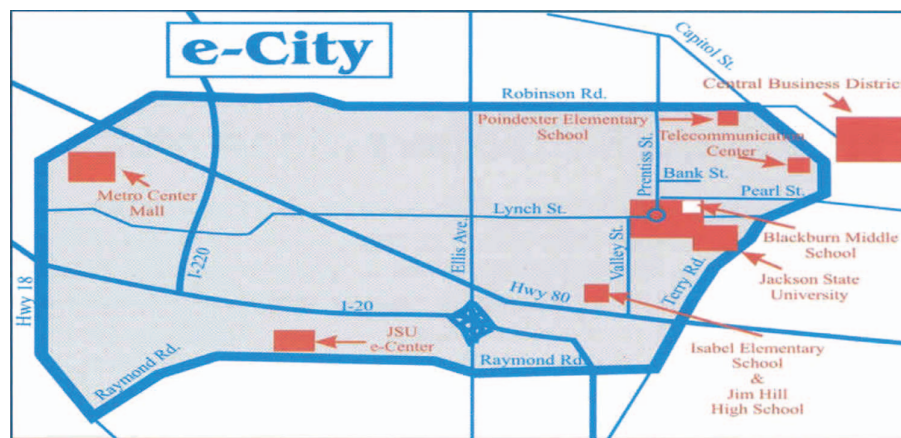 e-City
Capitol St.
Central Business District
Robinson Rd.
Poindexter Elementary
School
Telecommunication
Center
Prentiss St.
Bank St.
Pearl St.
Metro Center
Mall
Lynch St.
Ellis Ave.
Valley St.
Blackburn Middle
School
I-220
Terry Rd.
Jackson State
University
Hwy 18
Hwy 80
I-20
JSU
e-Center
Raymond Rd.
Raymond Rd.
Isabel Elementary
School
&
Jim Hill
High School